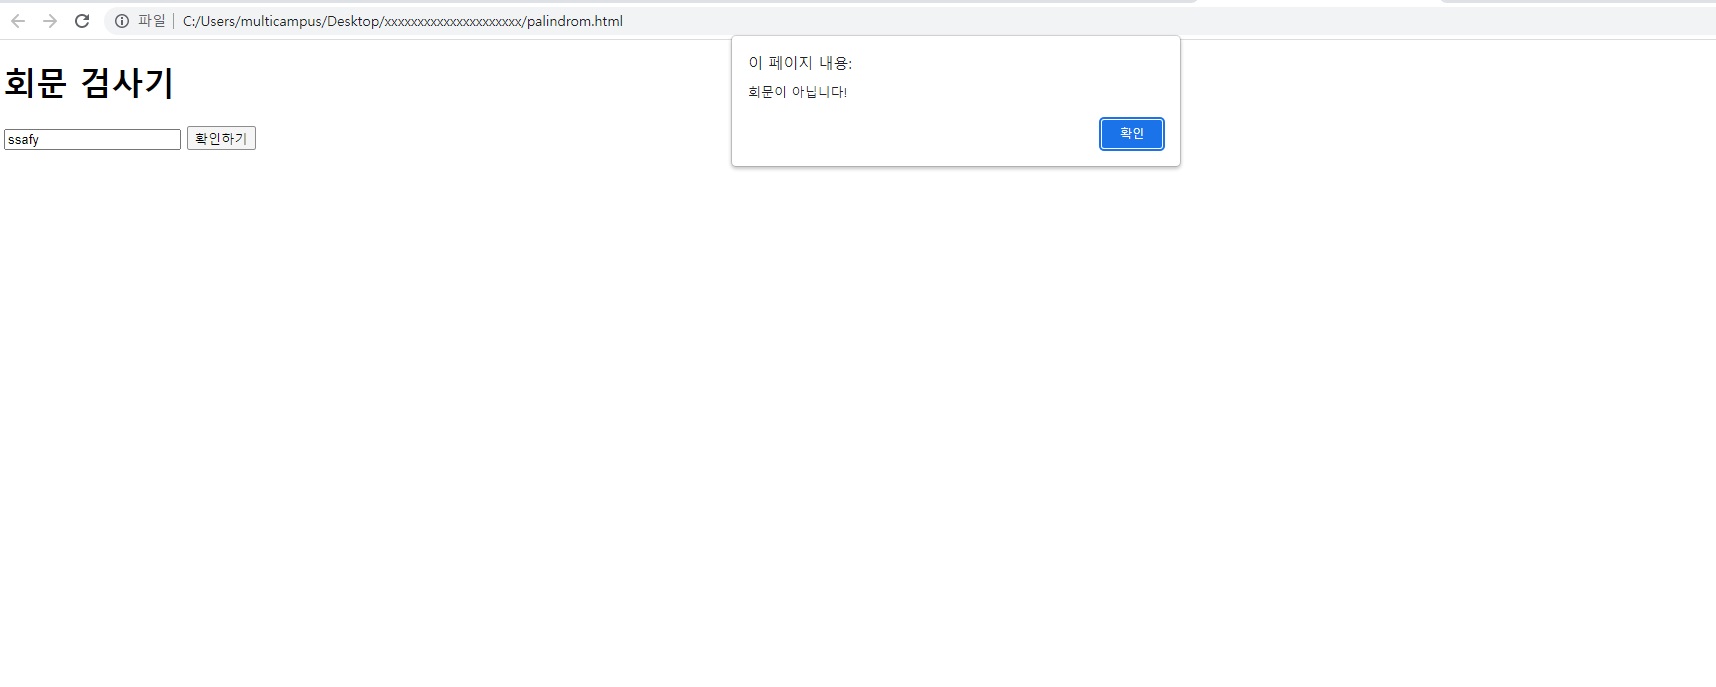 파일 C:/Users/multicampus/Desktop/xxxxxxxxxxxxxxxxxxxxx/palindrom.html
이 페이지 내용:
회문이 아닙니다!
확인
회문 검사기
ssafy 확인하기